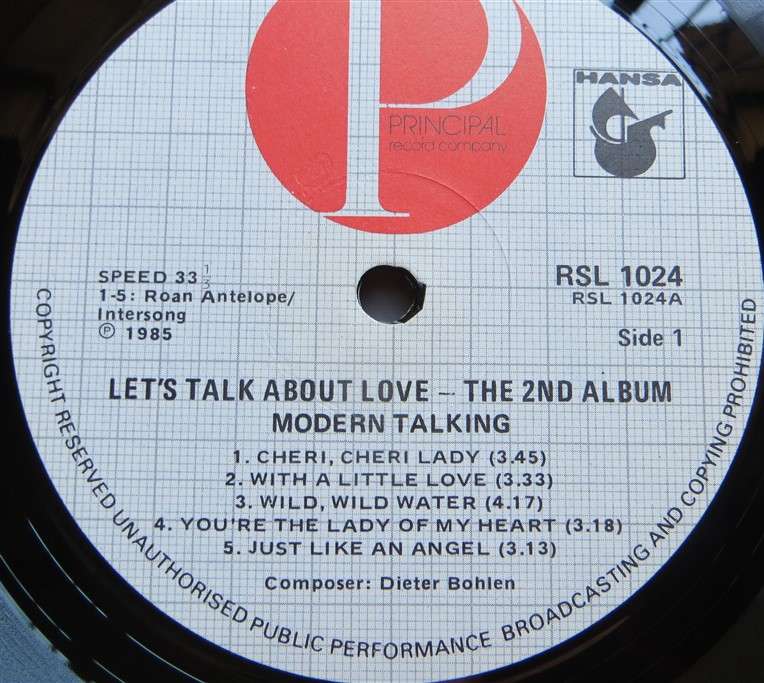 P
PRINCIPAL
record company
HANSA
SPEED 33 1/3
1-5: Roan Antelope/
Intersong
℗ 1985
RSL 1024
RSL 1024A
Side 1
LET'S TALK ABOUT LOVE – THE 2ND ALBUM
MODERN TALKING
1. CHERI, CHERI LADY (3.45)
2. WITH A LITTLE LOVE (3.33)
3. WILD, WILD WATER (4.17)
4. YOU'RE THE LADY OF MY HEART (3.18)
5. JUST LIKE AN ANGEL (3.13)
Composer: Dieter Bohlen
COPYRIGHT RESERVED UNAUTHORISED PUBLIC PERFORMANCE BROADCASTING AND COPYING PROHIBITED